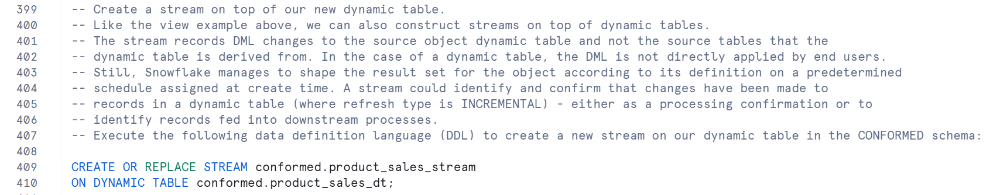 399 -- Create a stream on top of our new dynamic table.
400 -- Like the view example above, we can also construct streams on top of dynamic tables.
401 -- The stream records DML changes to the source object dynamic table and not the source tables that the
402 -- dynamic table is derived from. In the case of a dynamic table, the DML is not directly applied by end users.
403 -- Still, Snowflake manages to shape the result set for the object according to its definition on a predetermined
404 -- schedule assigned at create time. A stream could identify and confirm that changes have been made to
405 -- records in a dynamic table (where refresh type is INCREMENTAL) - either as a processing confirmation or to
406 -- identify records fed into downstream processes.
407 -- Execute the following data definition language (DDL) to create a new stream on our dynamic table in the CONFORMED schema:
408
409 CREATE OR REPLACE STREAM conformed.product_sales_stream
410 ON DYNAMIC TABLE conformed.product_sales_dt;